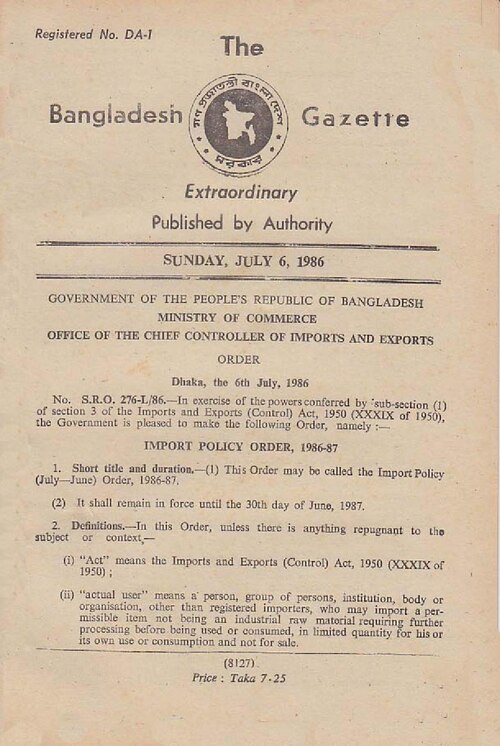 Registered No. DA-1
The
Bangladesh Gazette
গণ প্রজাতন্ত্রী বাংলাদেশ
সরকার
Extraordinary
Published by Authority
SUNDAY, JULY 6, 1986
GOVERNMENT OF THE PEOPLE'S REPUBLIC OF BANGLADESH
MINISTRY OF COMMERCE
OFFICE OF THE CHIEF CONTROLLER OF IMPORTS AND EXPORTS
ORDER
Dhaka, the 6th July, 1986
No. S.R.O. 276-L/86.—In exercise of the powers conferred by sub-section (1)
of section 3 of the Imports and Exports (Control) Act, 1950 (XXXIX of 1950),
the Government is pleased to make the following Order, namely :—
IMPORT POLICY ORDER, 1986-87
1. Short title and duration.—(1) This Order may be called the Import Policy
(July—June) Order, 1986-87.
(2) It shall remain in force until the 30th day of June, 1987.
2. Definitions.—In this Order, unless there is anything repugnant to the
subject or context,—
(i) "Act" means the Imports and Exports (Control) Act, 1950 (XXXIX of
1950) ;
(ii) "actual user" means a person, group of persons, institution, body or
organisation, other than registered importers, who may import a per-
missible item not being an industrial raw material requiring further
processing before being used or consumed, in limited quantity for his or
its own use or consumption and not for sale.
(8127)
Price : Taka 7·25